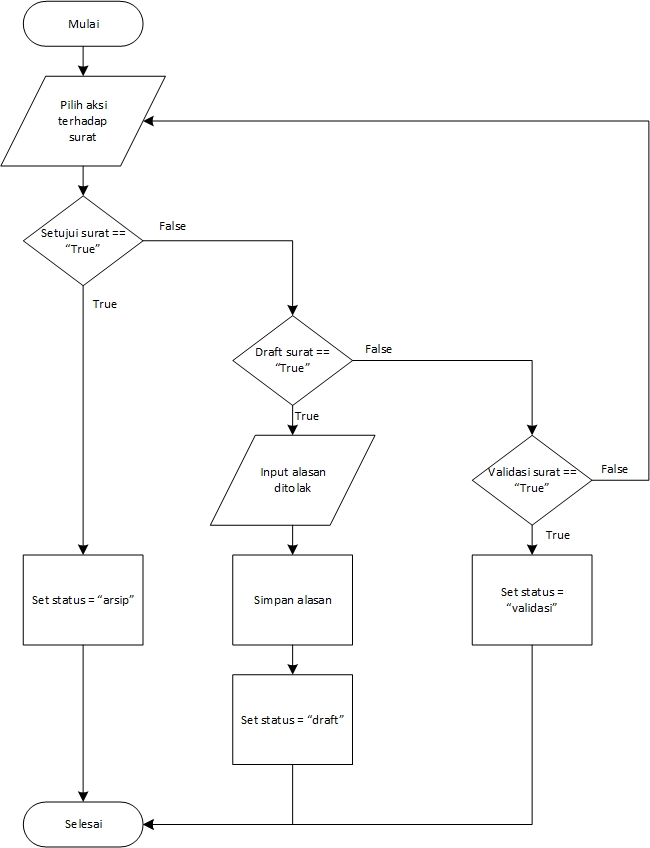 Mulai
Pilih aksi
terhadap
surat
Setujui surat ==
“True”
False
True
Draft surat ==
“True”
False
True
Input alasan
ditolak
Validasi surat ==
“True”
False
True
Set status = “arsip”
Simpan alasan
Set status =
“validasi”
Set status = “draft”
Selesai